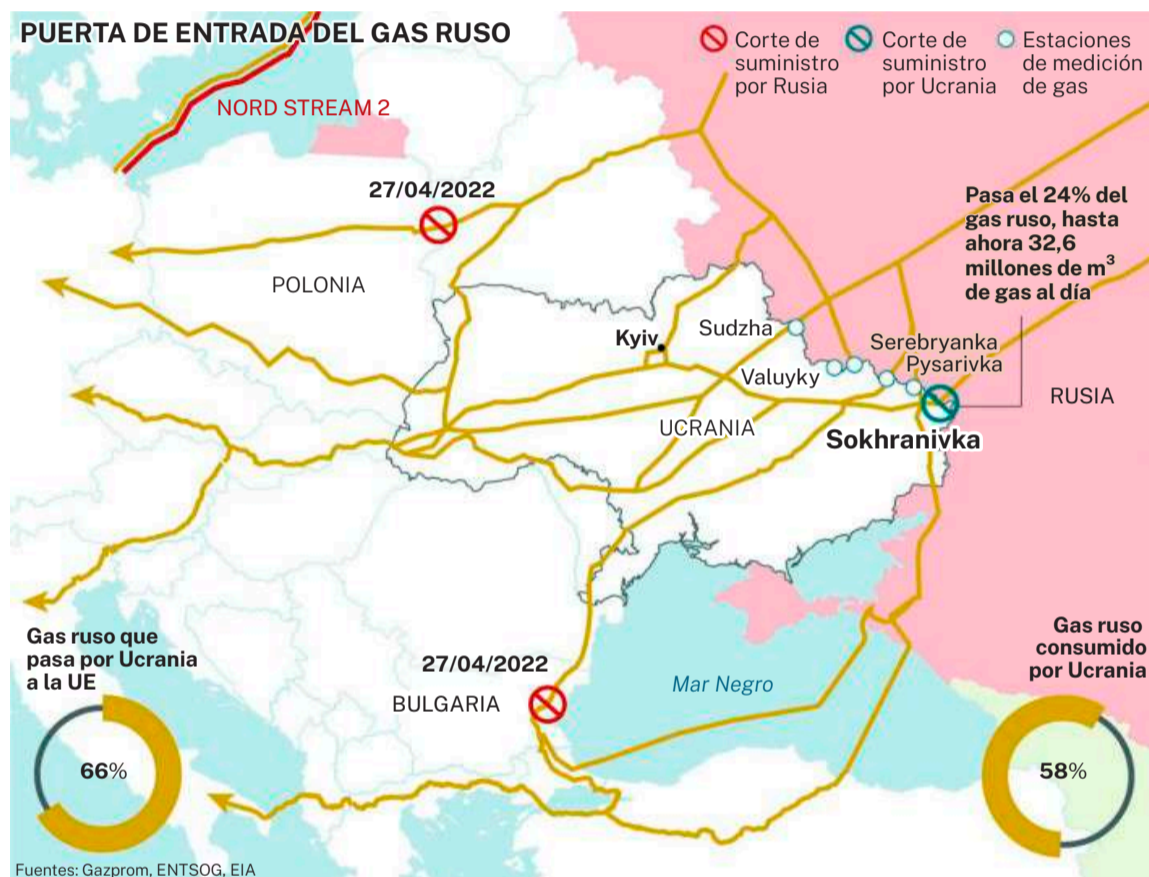 PUERTA DE ENTRADA DEL GAS RUSO
Corte de
suministro
por Rusia
Corte de
suministro
por Ucrania
Estaciones
de medición
de gas
NORD STREAM 2
27/04/2022
POLONIA
Pasa el 24% del
gas ruso, hasta
ahora 32,6
millones de m³
de gas al día
Kyiv
Sudzha
Valuyky
Serebryanka
Pysarivka
RUSIA
UCRANIA
Sokhranivka
Gas ruso que
pasa por Ucrania
a la UE
66%
27/04/2022
BULGARIA
Mar Negro
Gas ruso
consumido
por Ucrania
58%
Fuentes: Gazprom, ENTSOG, EIA